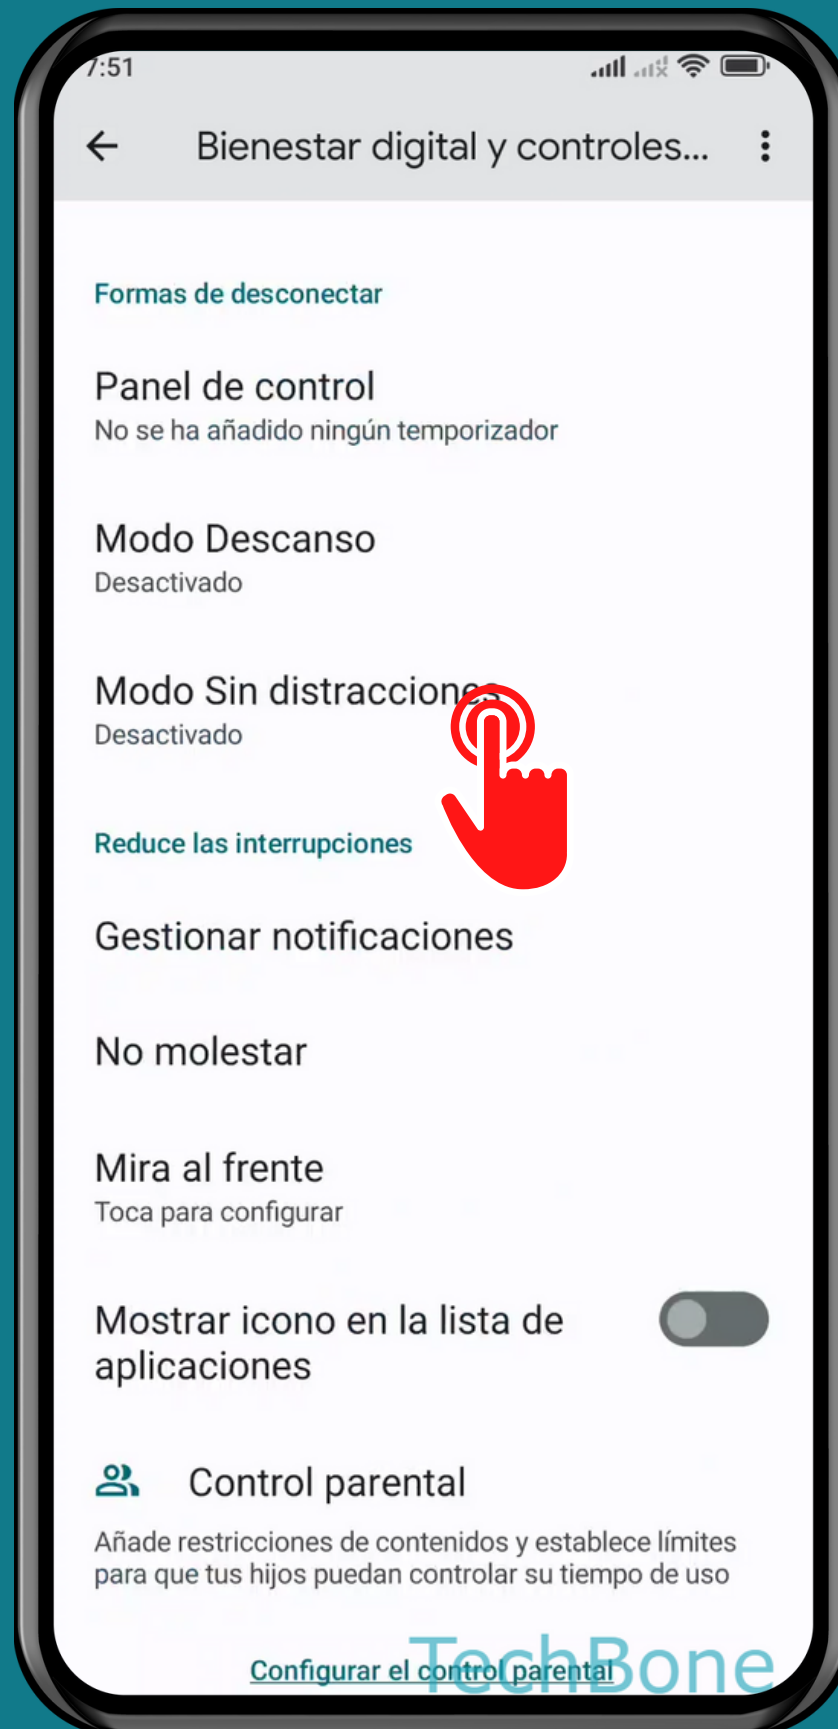 7:51
Bienestar digital y controles...
Formas de desconectar
Panel de control
No se ha añadido ningún temporizador
Modo Descanso
Desactivado
Modo Sin distracciones
Desactivado
Reduce las interrupciones
Gestionar notificaciones
No molestar
Mira al frente
Toca para configurar
Mostrar icono en la lista de
aplicaciones
Control parental
Añade restricciones de contenidos y establece límites
para que tus hijos puedan controlar su tiempo de uso
Configurar el control parental
TechBone